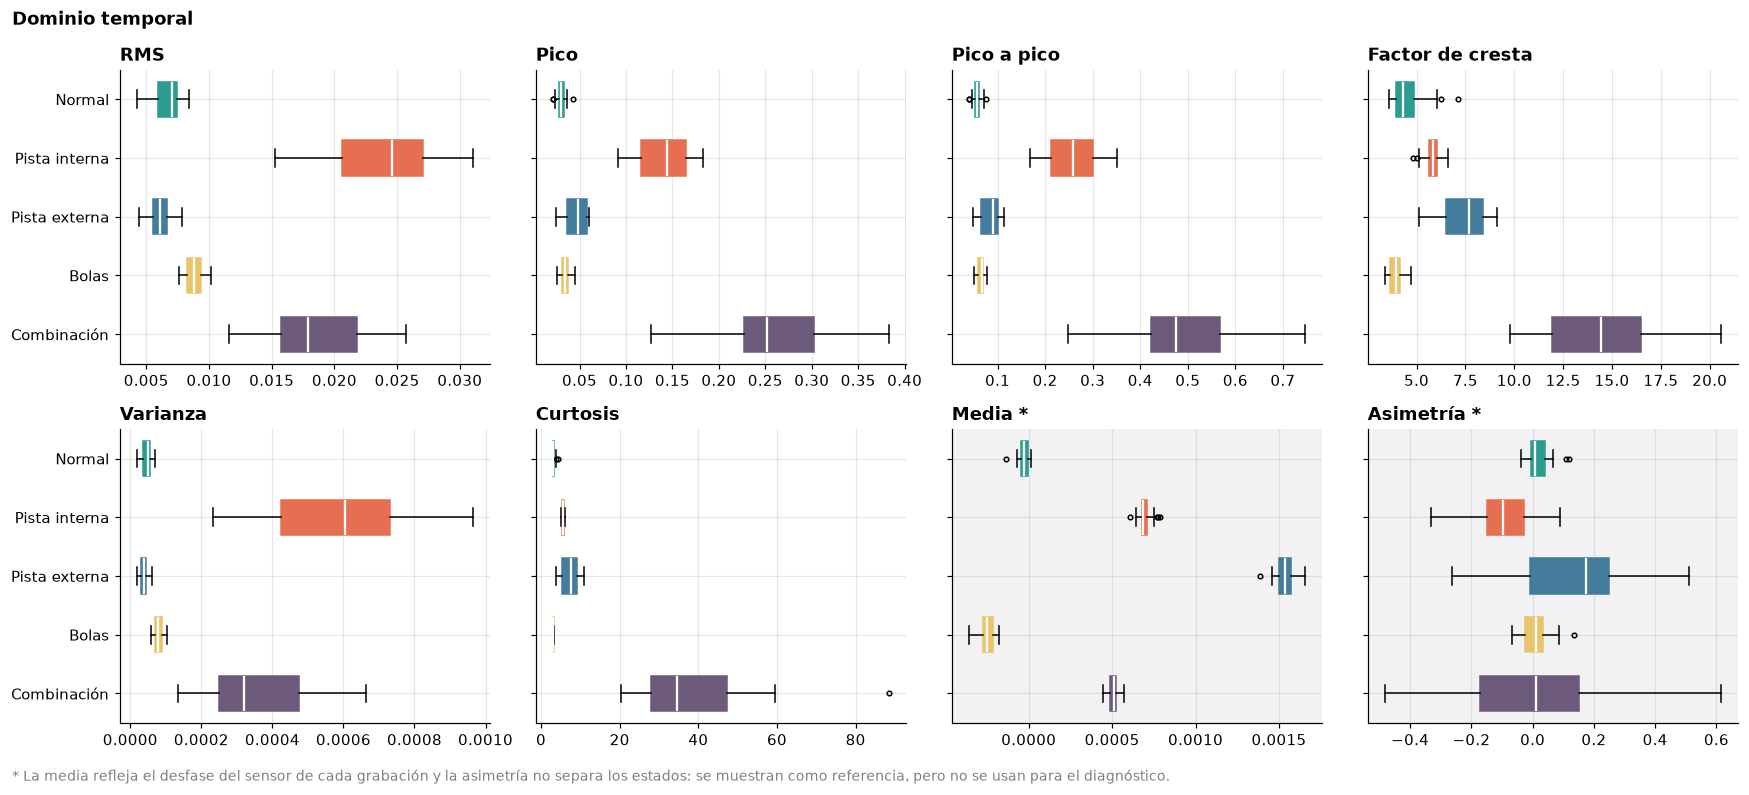 Dominio temporal
RMS
Pico
Pico a pico
Factor de cresta
Normal
Pista interna
Pista externa
Bolas
Combinación
0.005 0.010 0.015 0.020 0.025 0.030
0.05 0.10 0.15 0.20 0.25 0.30 0.35 0.40
0.1 0.2 0.3 0.4 0.5 0.6 0.7
5.0 7.5 10.0 12.5 15.0 17.5 20.0
Varianza
Curtosis
Media *
Asimetría *
Normal
Pista interna
Pista externa
Bolas
Combinación
0.0000 0.0002 0.0004 0.0006 0.0008 0.0010
0 20 40 60 80
0.0000 0.0005 0.0010 0.0015
−0.4 −0.2 0.0 0.2 0.4 0.6
* La media refleja el desfase del sensor de cada grabación y la asimetría no separa los estados: se muestran como referencia, pero no se usan para el diagnóstico.